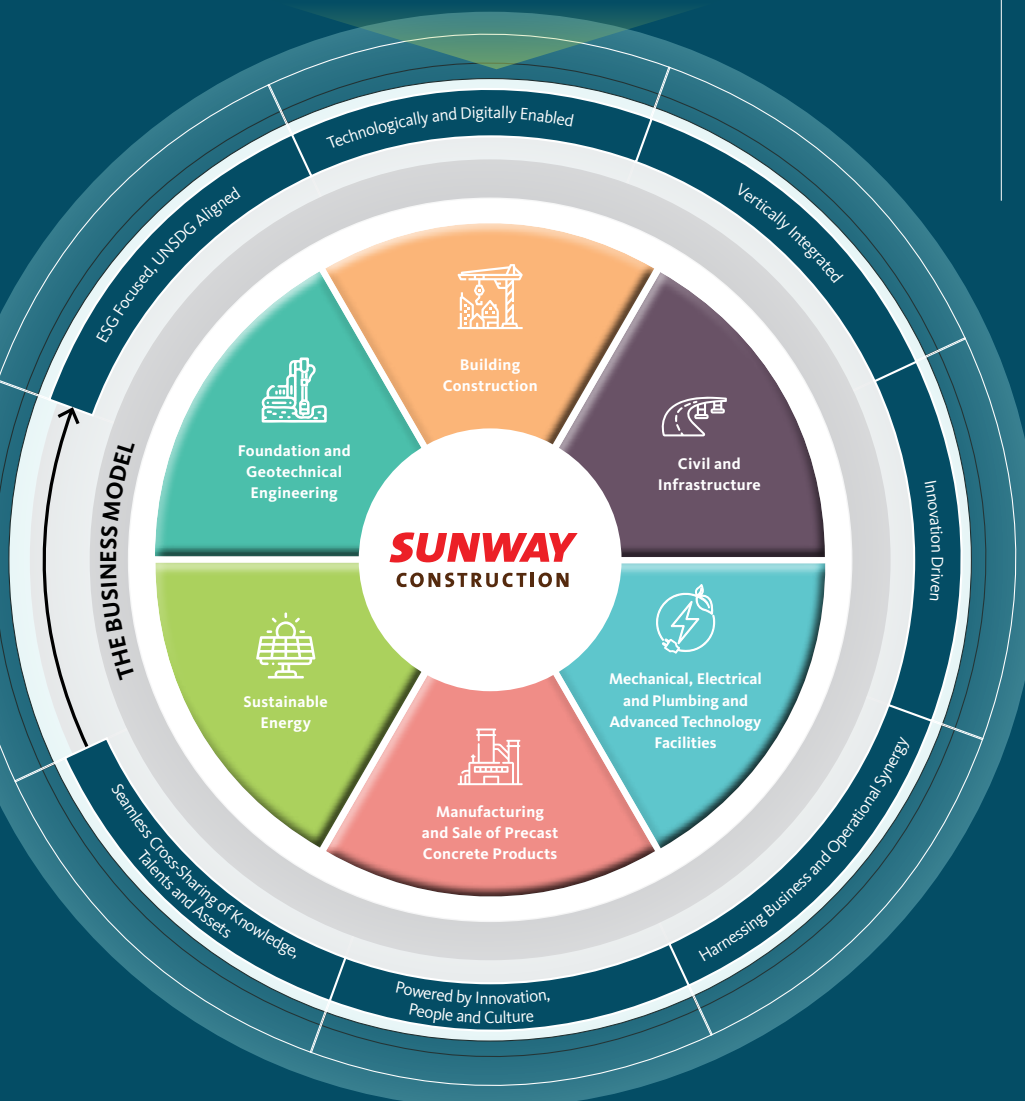 Technologically and Digitally Enabled
Vertically Integrated
Innovation Driven
Harnessing Business and Operational Synergy
Powered by Innovation,
People and Culture
Seamless Cross-Sharing of Knowledge,
Talents and Assets
THE BUSINESS MODEL
ESG Focused, UNSDG Aligned
Building
Construction
Civil and
Infrastructure
Mechanical, Electrical
and Plumbing and
Advanced Technology
Facilities
Manufacturing
and Sale of Precast
Concrete Products
Sustainable
Energy
Foundation and
Geotechnical
Engineering
SUNWAY
CONSTRUCTION